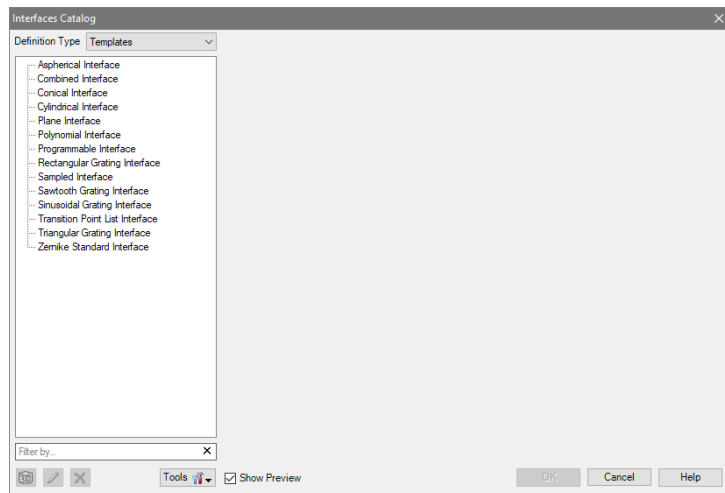 Interfaces Catalog
Definition Type Templates
Aspherical Interface
Combined Interface
Conical Interface
Cylindrical Interface
Plane Interface
Polynomial Interface
Programmable Interface
Rectangular Grating Interface
Sampled Interface
Sawtooth Grating Interface
Sinusoidal Grating Interface
Transition Point List Interface
Triangular Grating Interface
Zernike Standard Interface
Filter by...
Tools Show Preview OK Cancel Help